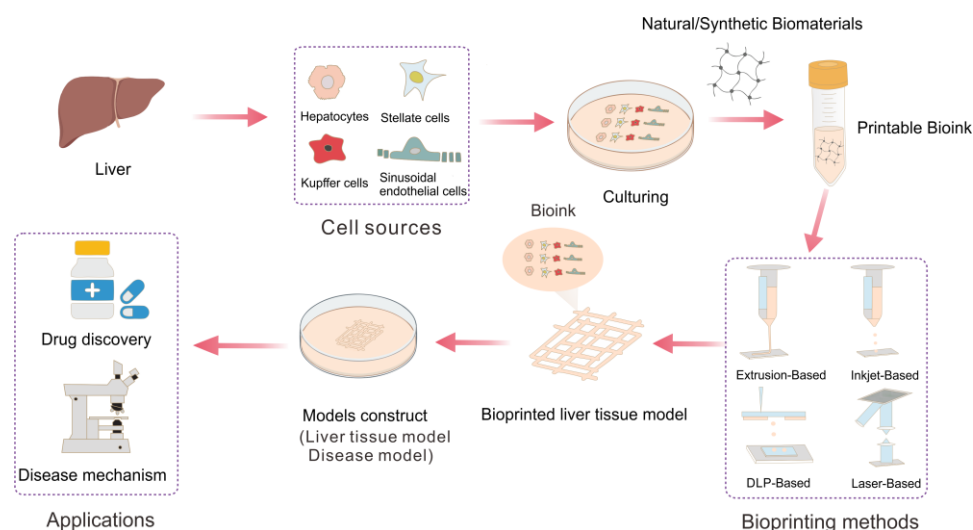 Natural/Synthetic Biomaterials
Liver
Hepatocytes
Stellate cells
Kupffer cells
Sinusoidal
endothelial cells
Cell sources
Culturing
Printable Bioink
Extrusion-Based
Inkjet-Based
DLP-Based
Laser-Based
Bioprinting methods
Bioink
Bioprinted liver tissue model
Models construct
(Liver tissue model
Disease model)
Drug discovery
Disease mechanism
Applications